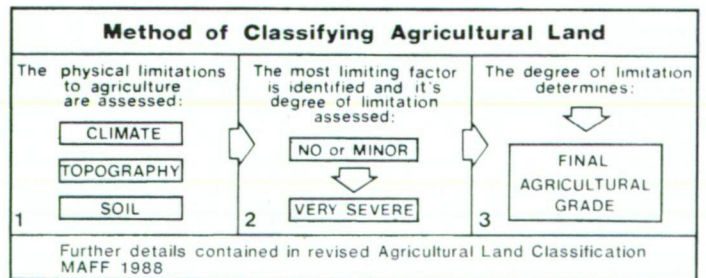 Method of Classifying Agricultural Land
The physical limitations
to agriculture
are assessed:
CLIMATE
TOPOGRAPHY
SOIL
1
The most limiting factor
is identified and it's
degree of limitation
assessed:
NO or MINOR
VERY SEVERE
2
The degree of limitation
determines:
FINAL
AGRICULTURAL
GRADE
3
Further details contained in revised Agricultural Land Classification
MAFF 1988